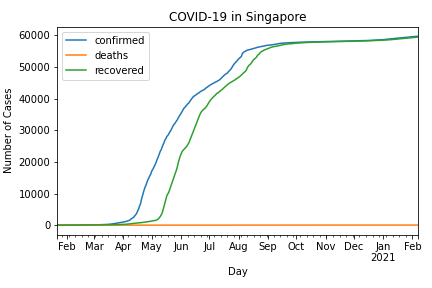 COVID-19 in Singapore
confirmed
deaths
recovered
Number of Cases
60000
50000
40000
30000
20000
10000
0
Feb Mar Apr May Jun Jul Aug Sep Oct Nov Dec Jan Feb
2021
Day